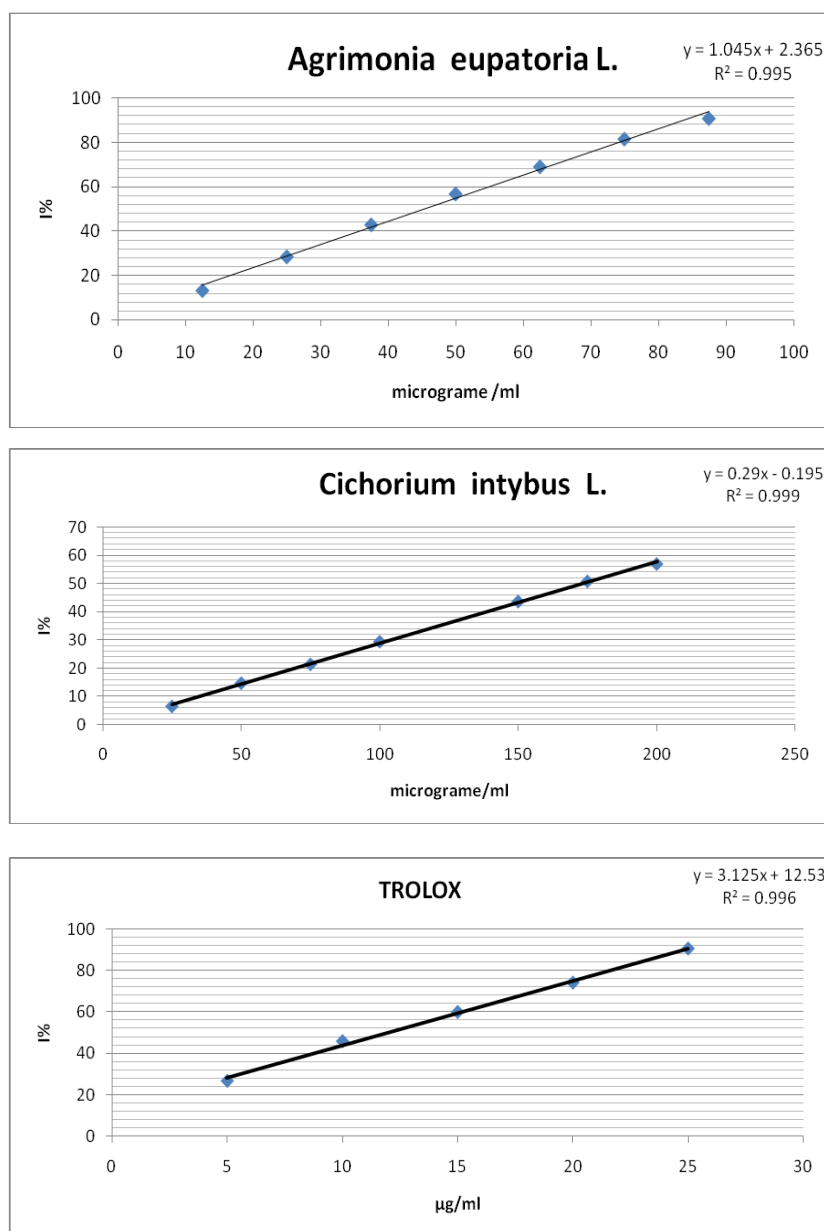 Agrimonia eupatoria L.
y = 1.045x + 2.365
R² = 0.995
100
80
60
40
20
0
I%
0 10 20 30 40 50 60 70 80 90 100
micrograme /ml
Cichorium intybus L.
y = 0.29x - 0.195
R² = 0.999
70
60
50
40
30
20
10
0
I%
0 50 100 150 200 250
micrograme/ml
TROLOX
y = 3.125x + 12.53
R² = 0.996
100
80
60
40
20
0
I%
0 5 10 15 20 25 30
µg/ml